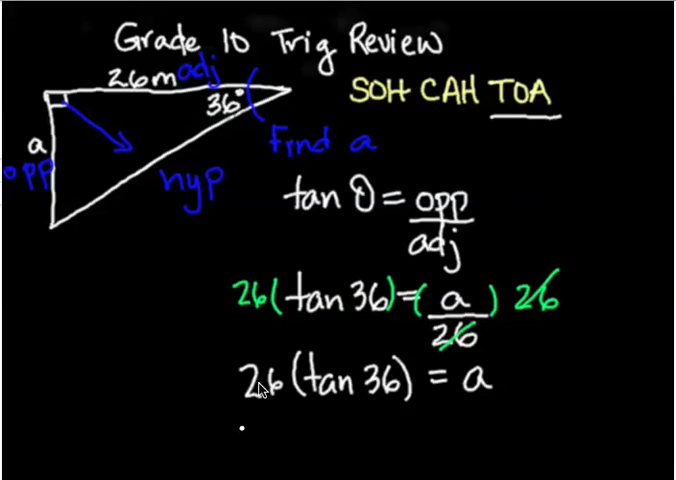 Grade 10 Trig Review
26m adj
36°
SOH CAH TOA
a
opp
hyp
Find a
tan θ = opp
adj
26(tan 36) = (a) 26
26
26(tan 36) = a